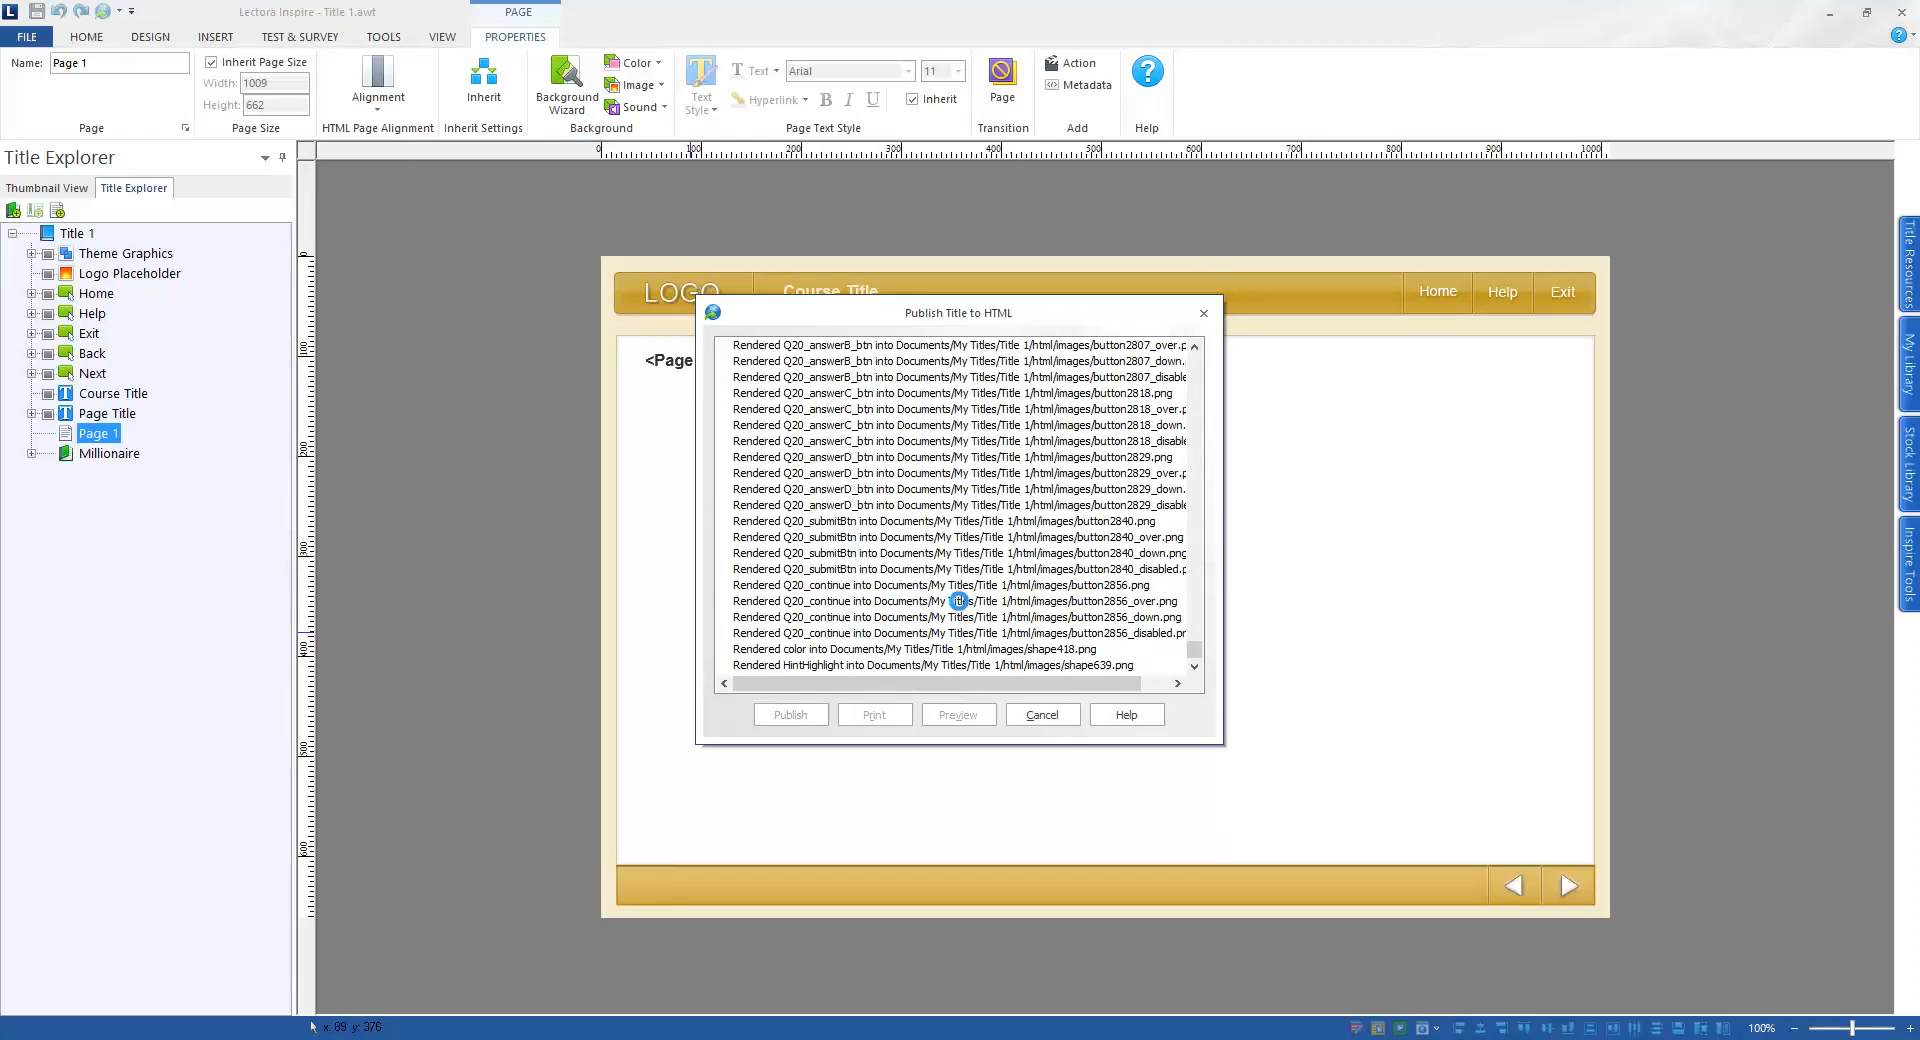 Lectora Inspire - Title 1.awt
PAGE
FILE
HOME
DESIGN
INSERT
TEST & SURVEY
TOOLS
VIEW
PROPERTIES
Name: Page 1
Page
Inherit Page Size
Width: 1009
Height: 662
Page Size
Alignment
HTML Page Alignment
Inherit
Inherit Settings
Background
Wizard
Color
Image
Sound
Background
Text
Style
Text
Arial
11
Hyperlink
B I U
Inherit
Page Text Style
Page
Transition
Action
Metadata
Add
Help
Title Explorer
Thumbnail View
Title Explorer
Title 1
Theme Graphics
Logo Placeholder
Home
Help
Exit
Back
Next
Course Title
Page Title
Page 1
Millionaire
0 100 200 300 400 500 600 700 800 900 1000
0
100
200
300
400
500
600
LOGO
Course Title
Home
Help
Exit
<Page
Publish Title to HTML
Rendered Q20_answerB_btn into Documents/My Titles/Title 1/html/images/button2807_over.p
Rendered Q20_answerB_btn into Documents/My Titles/Title 1/html/images/button2807_down.
Rendered Q20_answerB_btn into Documents/My Titles/Title 1/html/images/button2807_disable
Rendered Q20_answerC_btn into Documents/My Titles/Title 1/html/images/button2818.png
Rendered Q20_answerC_btn into Documents/My Titles/Title 1/html/images/button2818_over.p
Rendered Q20_answerC_btn into Documents/My Titles/Title 1/html/images/button2818_down.
Rendered Q20_answerC_btn into Documents/My Titles/Title 1/html/images/button2818_disable
Rendered Q20_answerD_btn into Documents/My Titles/Title 1/html/images/button2829.png
Rendered Q20_answerD_btn into Documents/My Titles/Title 1/html/images/button2829_over.p
Rendered Q20_answerD_btn into Documents/My Titles/Title 1/html/images/button2829_down.
Rendered Q20_answerD_btn into Documents/My Titles/Title 1/html/images/button2829_disable
Rendered Q20_submitBtn into Documents/My Titles/Title 1/html/images/button2840.png
Rendered Q20_submitBtn into Documents/My Titles/Title 1/html/images/button2840_over.png
Rendered Q20_submitBtn into Documents/My Titles/Title 1/html/images/button2840_down.png
Rendered Q20_submitBtn into Documents/My Titles/Title 1/html/images/button2840_disabled.p
Rendered Q20_continue into Documents/My Titles/Title 1/html/images/button2856.png
Rendered Q20_continue into Documents/My Titles/Title 1/html/images/button2856_over.png
Rendered Q20_continue into Documents/My Titles/Title 1/html/images/button2856_down.png
Rendered Q20_continue into Documents/My Titles/Title 1/html/images/button2856_disabled.pr
Rendered color into Documents/My Titles/Title 1/html/images/shape418.png
Rendered HintHighlight into Documents/My Titles/Title 1/html/images/shape639.png
Publish
Print
Preview
Cancel
Help
Title Resources
My Library
Stock Library
Inspire Tools
x: 89 y: 376
100%